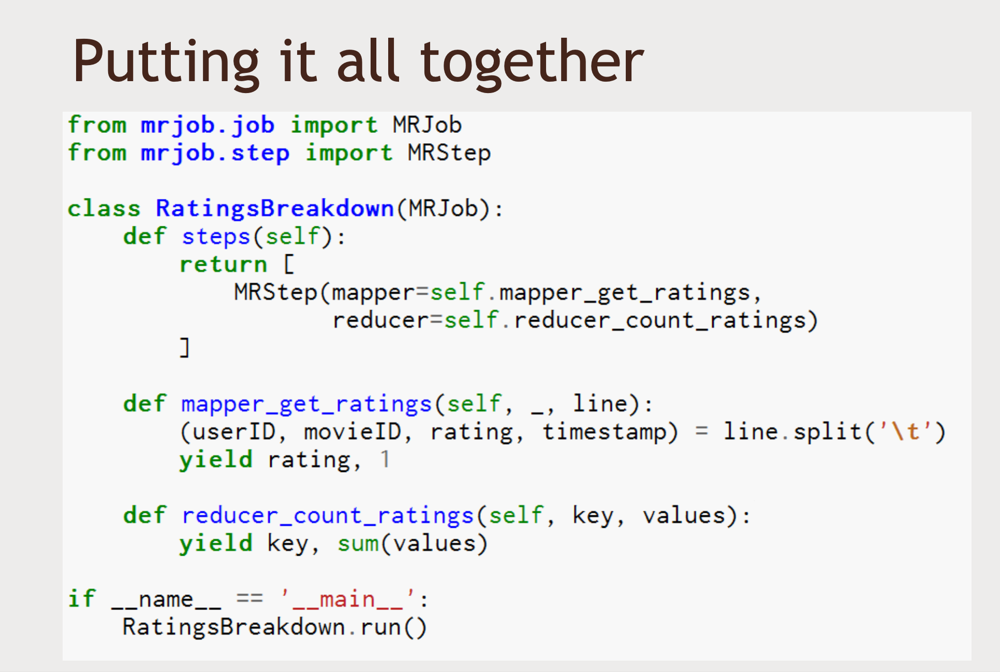 Putting it all together
from mrjob.job import MRJob
from mrjob.step import MRStep
class RatingsBreakdown(MRJob):
    def steps(self):
        return [
            MRStep(mapper=self.mapper_get_ratings,
                   reducer=self.reducer_count_ratings)
        ]
    def mapper_get_ratings(self, _, line):
        (userID, movieID, rating, timestamp) = line.split('\t')
        yield rating, 1
    def reducer_count_ratings(self, key, values):
        yield key, sum(values)
if __name__ == '__main__':
    RatingsBreakdown.run()